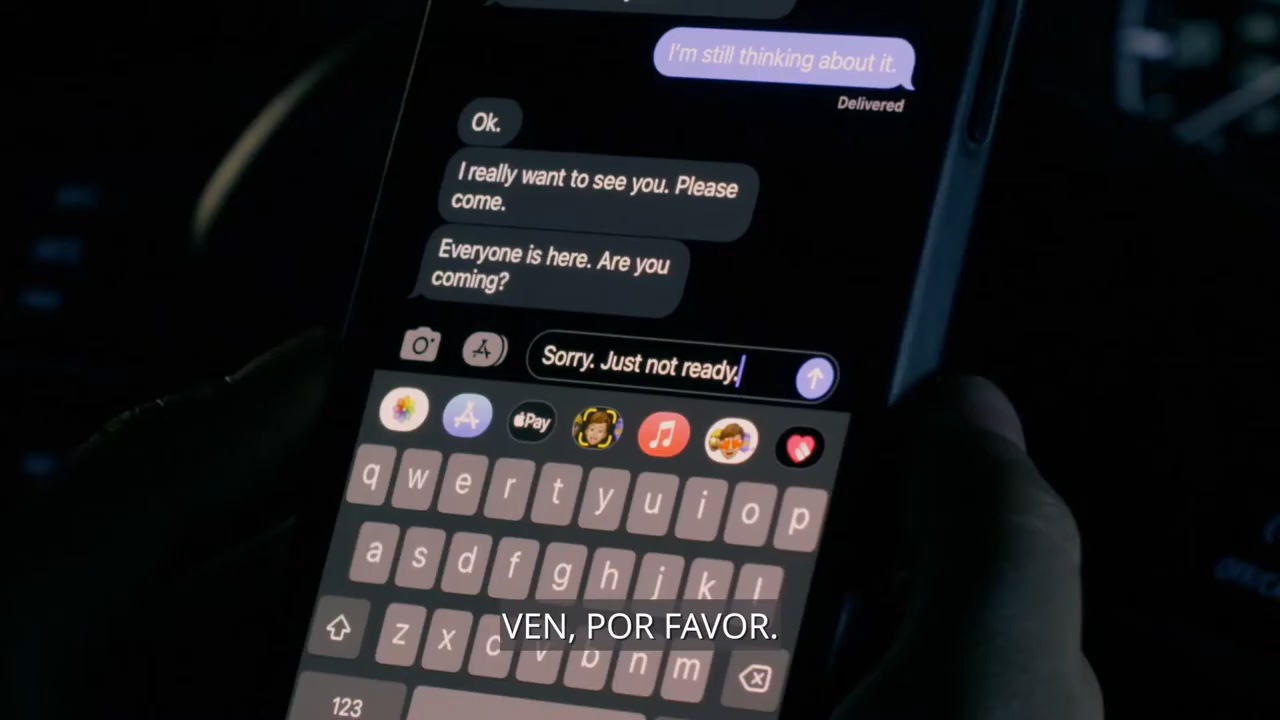 I'm still thinking about it.
Delivered
Ok.
I really want to see you. Please
come.
Everyone is here. Are you
coming?
Sorry. Just not ready.
Pay
q w e r t y u i o p
a s d f g h j k l
z x c v b n m
VEN, POR FAVOR.
123